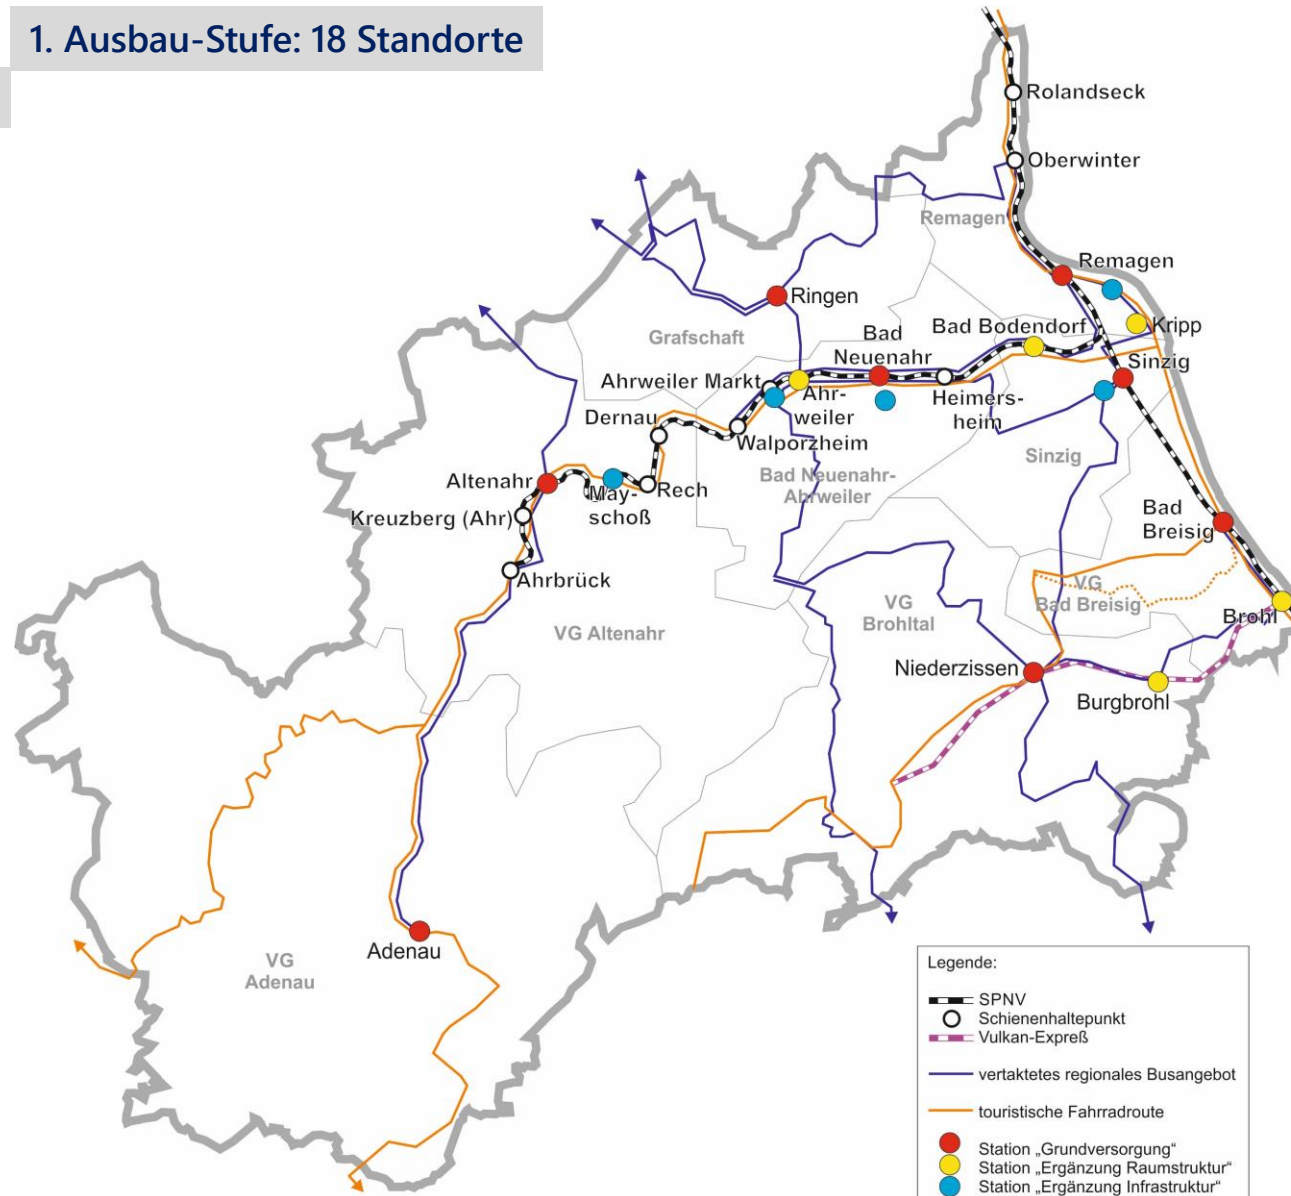 1. Ausbau-Stufe: 18 Standorte
Rolandseck
Oberwinter
Remagen
Remagen
Ringen
Grafschaft
Bad
Neuenahr
Bad Bodendorf
Kripp
Sinzig
Ahrweiler Markt
Ahr-
weiler
Heimers-
heim
Dernau
Walporzheim
Sinzig
Bad Neuenahr-
Ahrweiler
Altenahr
May-
schoß
Rech
Kreuzberg (Ahr)
Bad
Breisig
Ahrbrück
VG
Bad Breisig
VG
Brohltal
Brohl
VG Altenahr
Niederzissen
Burgbrohl
Adenau
VG
Adenau
Legende:
SPNV
Schienenhaltepunkt
Vulkan-Expreß
vertaktetes regionales Busangebot
touristische Fahrradroute
Station „Grundversorgung“
Station „Ergänzung Raumstruktur“
Station „Ergänzung Infrastruktur“